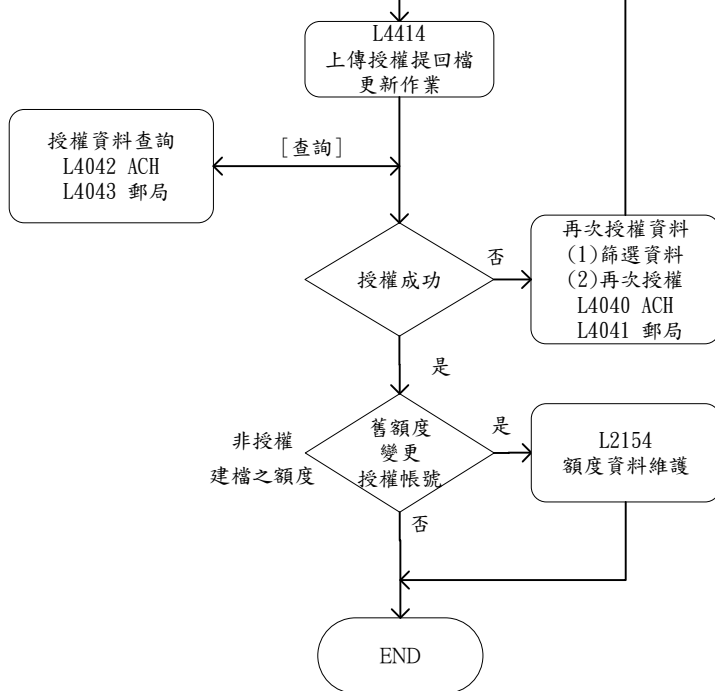 L4414
上傳授權提回檔
更新作業
[查詢]
授權資料查詢
L4042 ACH
L4043 郵局
授權成功
否
再次授權資料
(1)篩選資料
(2)再次授權
L4040 ACH
L4041 郵局
是
非授權
建檔之額度
舊額度
變更
授權帳號
是
L2154
額度資料維護
否
END